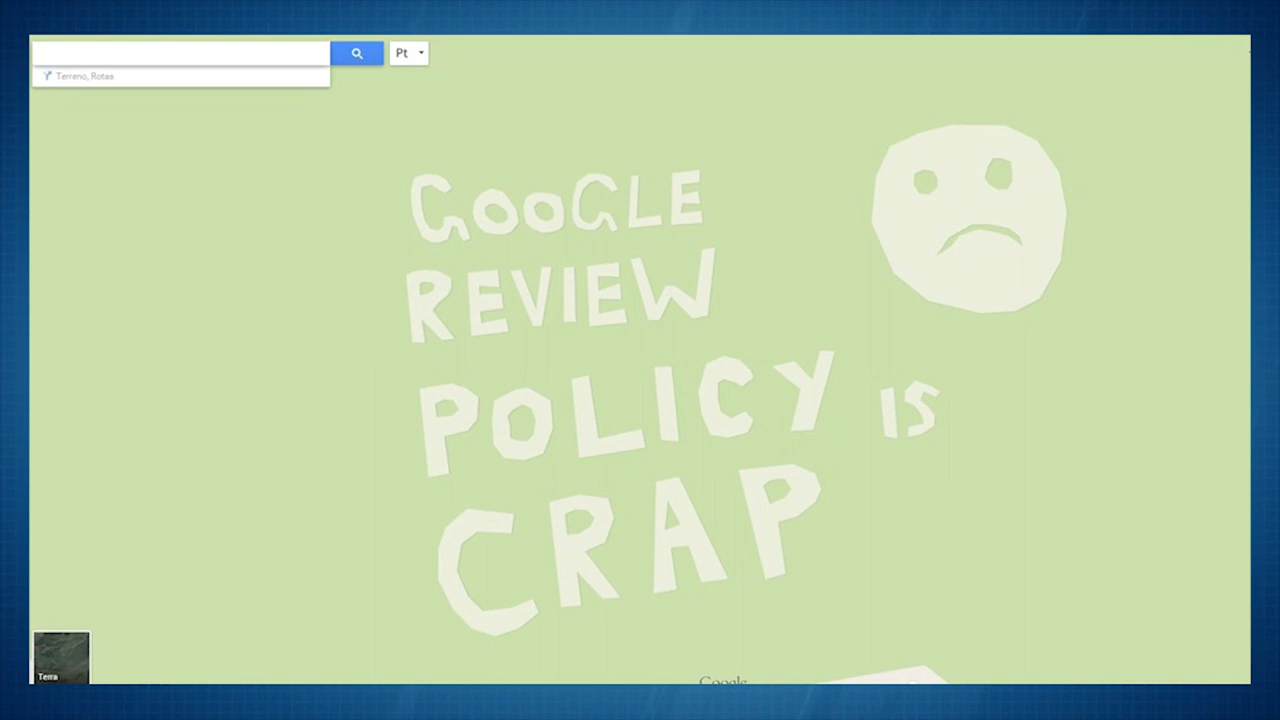 Pt
Terreno, Rotas
GOOGLE
REVIEW
POLICY IS
CRAP
Terra
Google